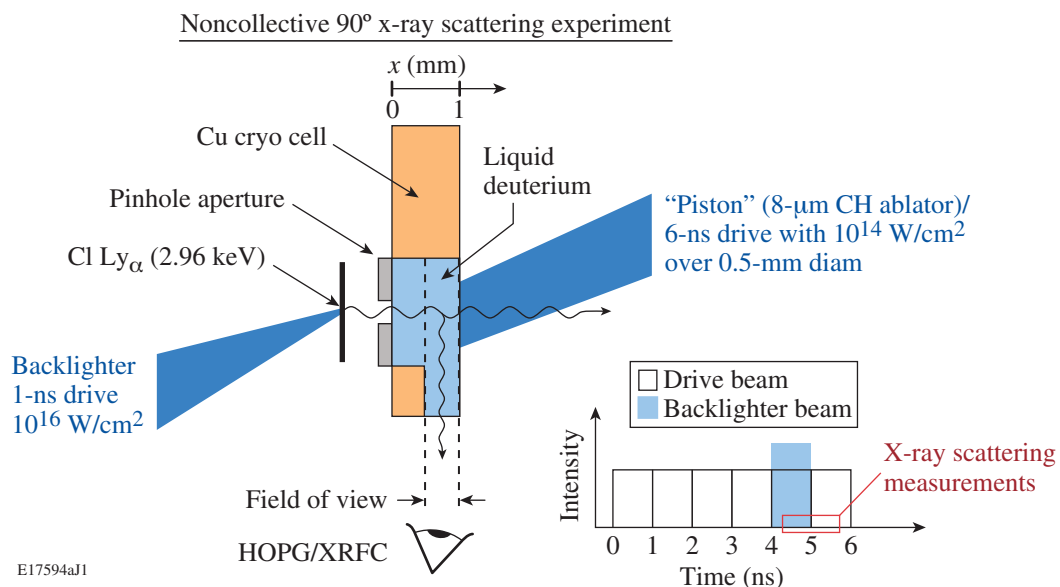 Noncollective 90º x-ray scattering experiment
x (mm)
0 1
Cu cryo cell
Liquid
deuterium
Pinhole aperture
Cl Lyα (2.96 keV)
“Piston” (8-μm CH ablator)/
6-ns drive with 10¹⁴ W/cm²
over 0.5-mm diam
Backlighter
1-ns drive
10¹⁶ W/cm²
Drive beam
Backlighter beam
X-ray scattering
measurements
Intensity
Field of view
HOPG/XRFC
0 1 2 3 4 5 6
Time (ns)
E17594aJ1